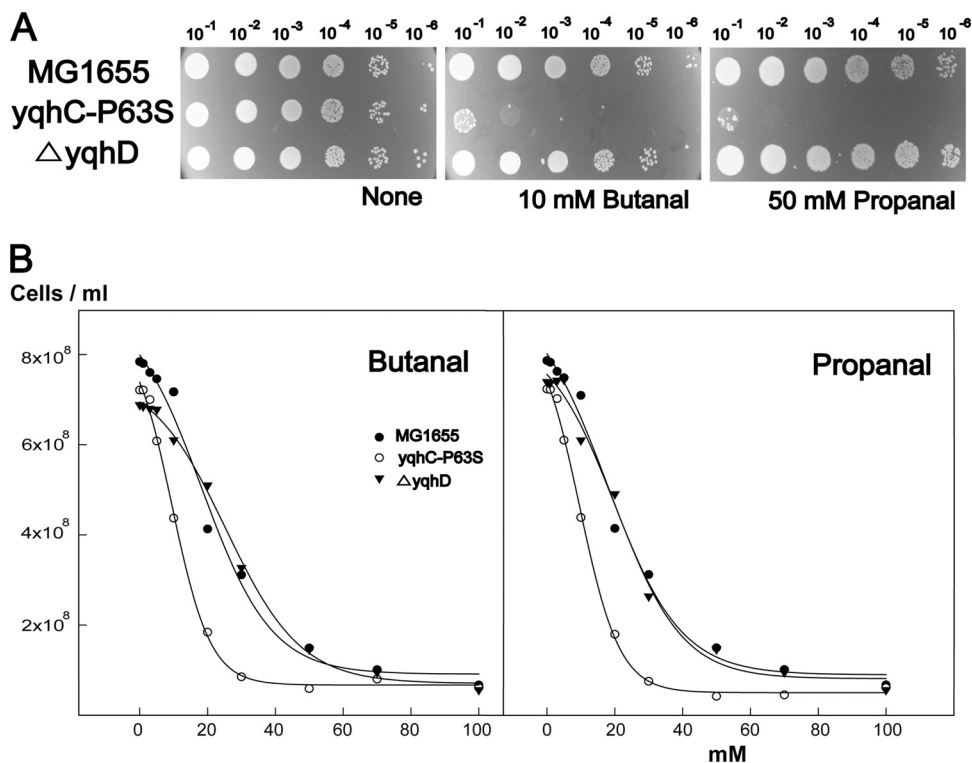 A
10⁻¹ 10⁻² 10⁻³ 10⁻⁴ 10⁻⁵ 10⁻⁶ 10⁻¹ 10⁻² 10⁻³ 10⁻⁴ 10⁻⁵ 10⁻⁶ 10⁻¹ 10⁻² 10⁻³ 10⁻⁴ 10⁻⁵ 10⁻⁶
MG1655
yqhC-P63S
△yqhD
None 10 mM Butanal 50 mM Propanal
B
Cells / ml
8x10⁸
6x10⁸
4x10⁸
2x10⁸
Butanal
MG1655
yqhC-P63S
△yqhD
Propanal
0 20 40 60 80 100 0 20 40 60 80 100
mM